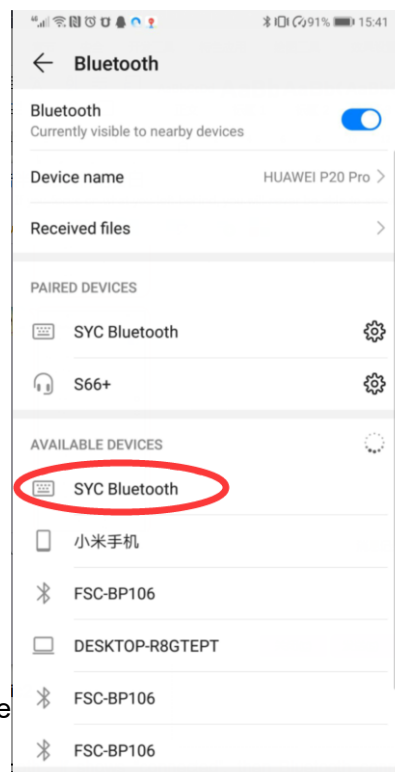 46 91% 15:41
Bluetooth
Bluetooth
Currently visible to nearby devices
Device name HUAWEI P20 Pro
Received files
PAIRED DEVICES
SYC Bluetooth
S66+
AVAILABLE DEVICES
SYC Bluetooth
小米手机
FSC-BP106
DESKTOP-R8GTEPT
FSC-BP106
e
FSC-BP106